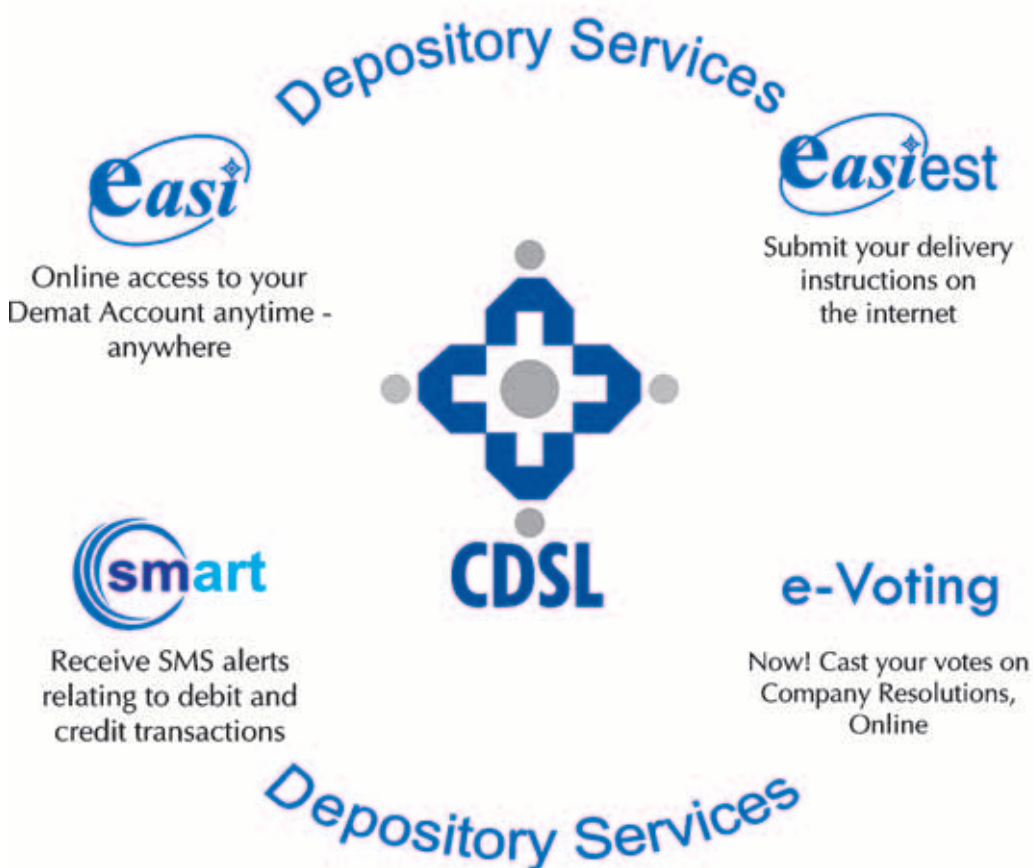 Depository Services
easi
Online access to your
Demat Account anytime -
anywhere
easiest
Submit your delivery
instructions on
the internet
CDSL
smart
Receive SMS alerts
relating to debit and
credit transactions
e-Voting
Now! Cast your votes on
Company Resolutions,
Online
Depository Services